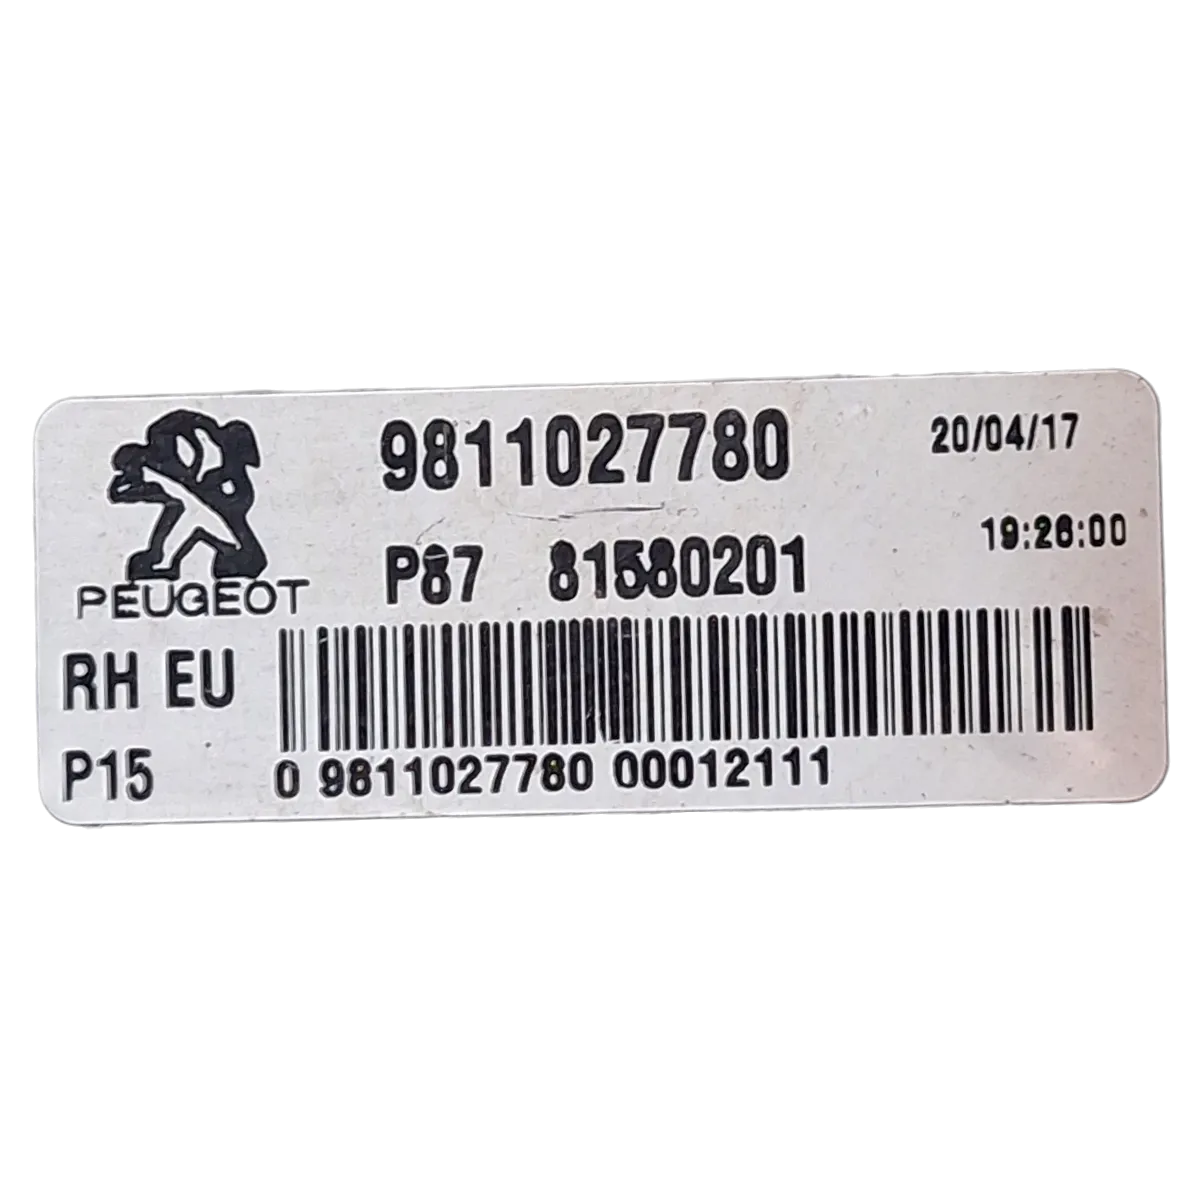 9811027780
20/04/17
19:26:00
PEUGEOT
P87 81580201
RH EU
P15
0 9811027780 00012111